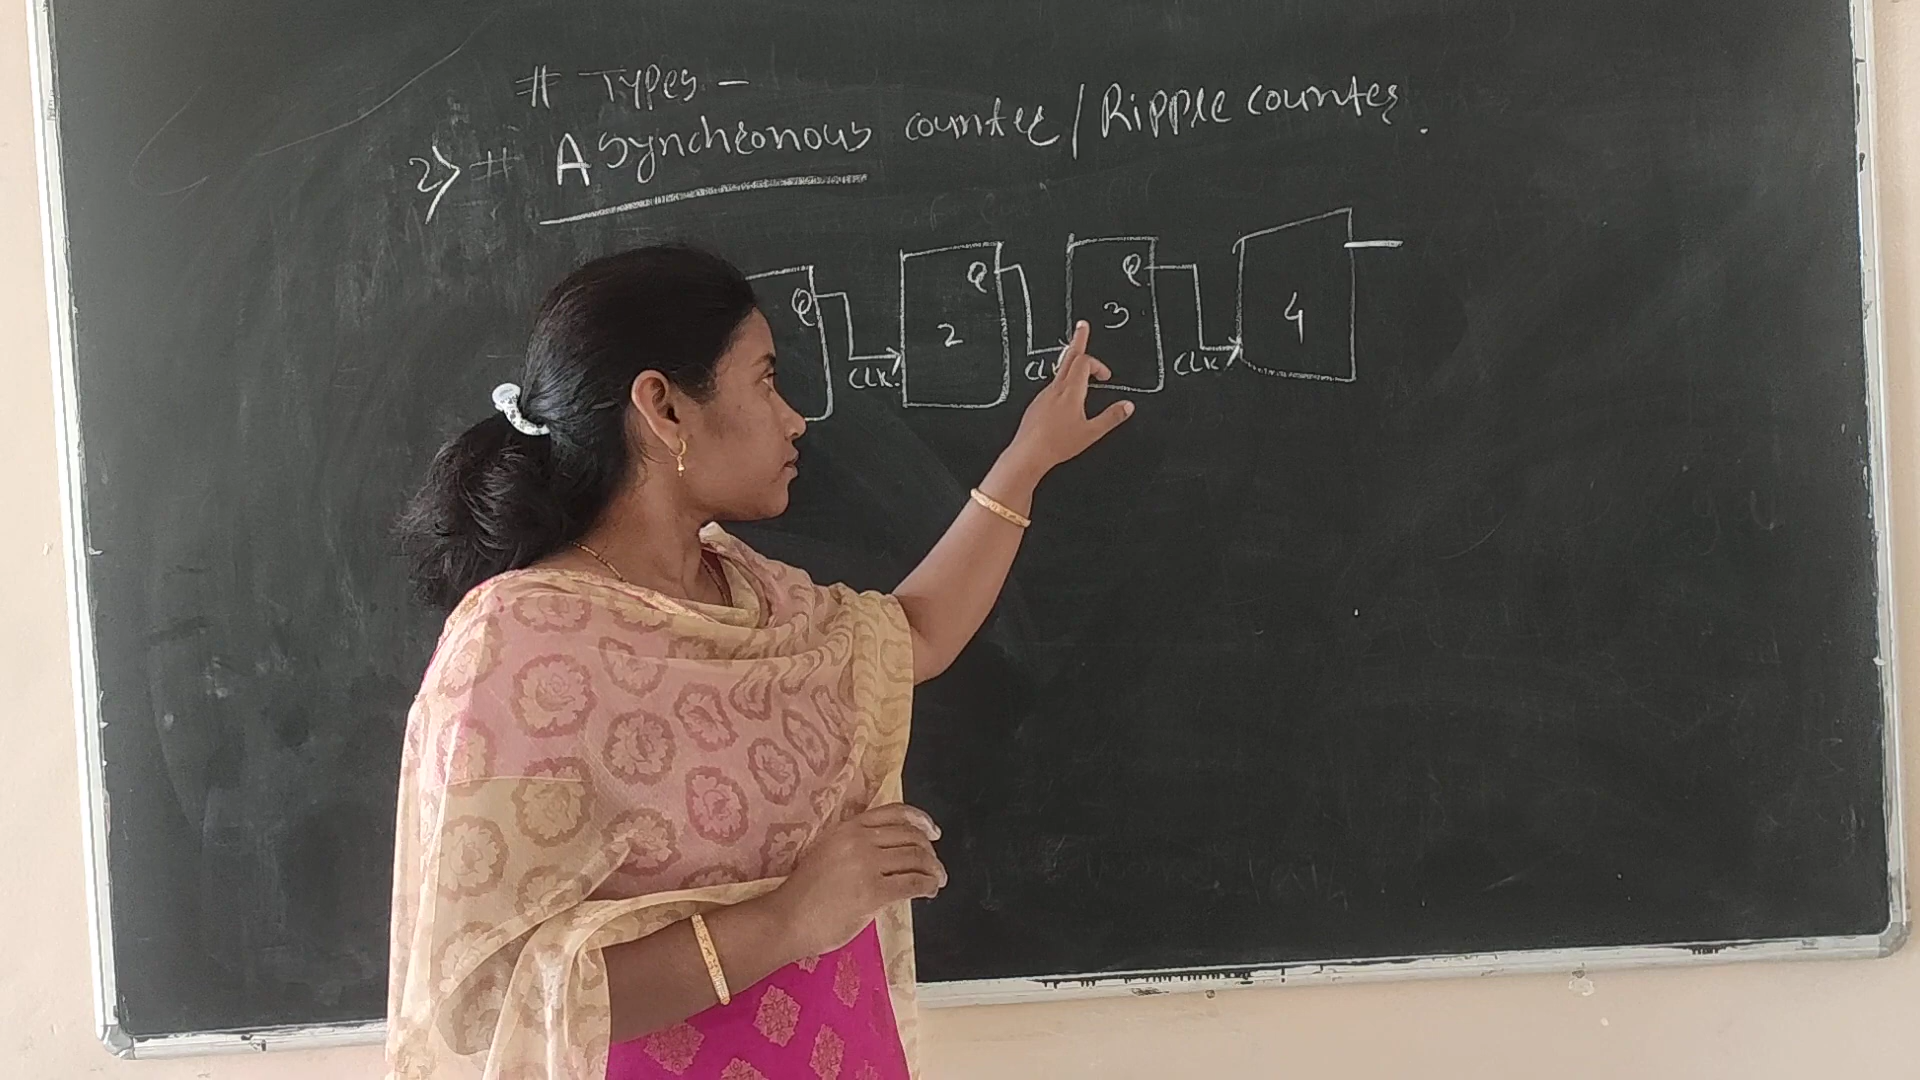 # Types -
2) # Asynchronous counter / Ripple counter.
Q Q Q
2 3 4
CLK. CLK CLK